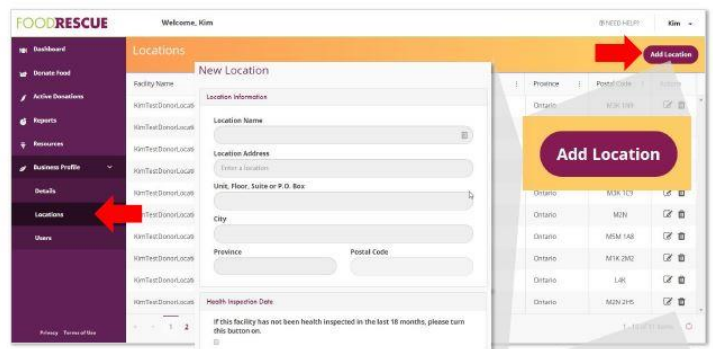 FOODRESCUE
Welcome, Kim
NEED HELP?
Kim
Dashboard
Donate Food
Active Donations
Reports
Resources
Business Profile
Details
Locations
Users
Privacy Terms of Use
Locations
Add Location
Facility Name
Province
Postal Code
KimTestDonorLocati
Ontario
KimTestDonorLocati
KimTestDonorLocati
KimTestDonorLocati
KimTestDonorLocati
Ontario
M3K 1C9
KimTestDonorLocati
Ontario
M2N
KimTestDonorLocati
Ontario
M5M 1A8
KimTestDonorLocati
Ontario
M1K 2M2
KimTestDonorLocati
Ontario
L4K
KimTestDonorLocati
Ontario
M2N 2H5
1 2
New Location
Location Information
Location Name
Location Address
Enter a location
Unit, Floor, Suite or P.O. Box
City
Province
Postal Code
Health Inspection Date
If this facility has not been health inspected in the last 18 months, please turn
this button on.
Add Location